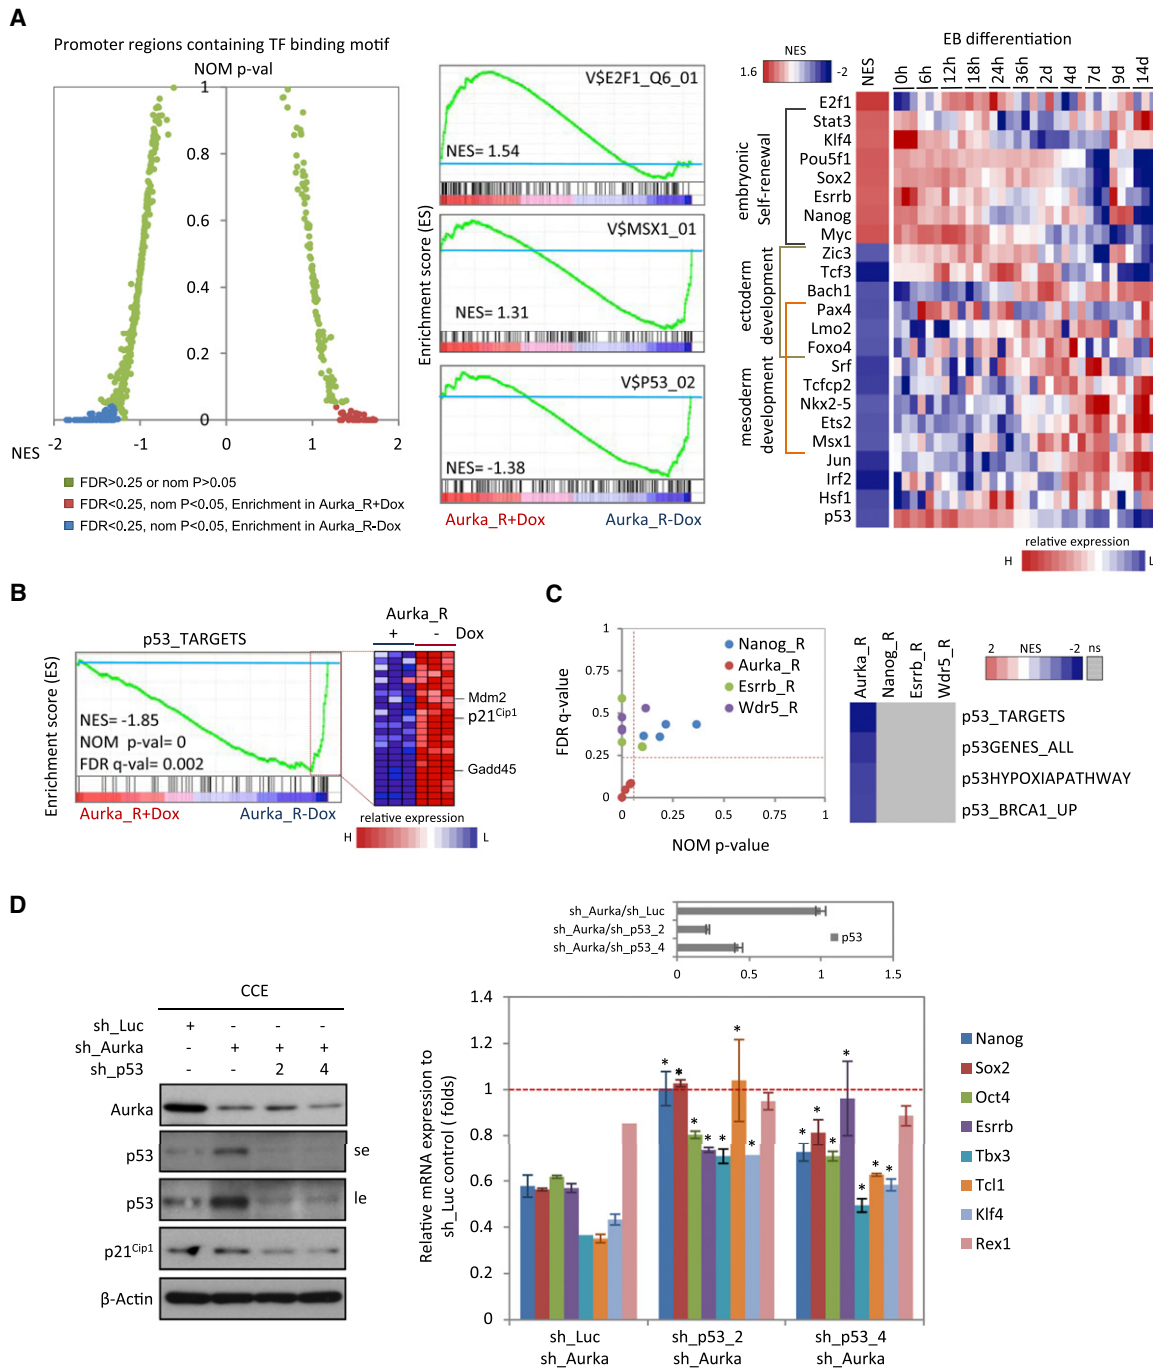 A
Promoter regions containing TF binding motif
NOM p-val
1
0.8
0.6
0.4
0.2
0
-2
-1
0
1
2
NES
FDR>0.25 or nom P>0.05
FDR<0.25, nom P<0.05, Enrichment in Aurka_R+Dox
FDR<0.25, nom P<0.05, Enrichment in Aurka_R-Dox
Enrichment score (ES)
V$E2F1_Q6_01
NES= 1.54
V$MSX1_01
NES= 1.31
V$P53_02
NES= -1.38
Aurka_R+Dox
Aurka_R-Dox
NES
1.6
-2
NES
EB differentiation
0h
6h
12h
18h
24h
36h
2d
4d
7d
9d
14d
embryonic
Self-renewal
ectoderm
development
mesoderm
development
E2f1
Stat3
Klf4
Pou5f1
Sox2
Esrrb
Nanog
Myc
Zic3
Tcf3
Bach1
Pax4
Lmo2
Foxo4
Srf
Tcfcp2
Nkx2-5
Ets2
Msx1
Jun
Irf2
Hsf1
p53
relative expression
H
L
B
p53_TARGETS
Enrichment score (ES)
NES= -1.85
NOM p-val= 0
FDR q-val= 0.002
Aurka_R+Dox
Aurka_R-Dox
Aurka_R
+ - Dox
Mdm2
p21Cip1
Gadd45
relative expression
H
L
C
FDR q-value
1
0.75
0.5
0.25
0
0
0.25
0.5
0.75
1
NOM p-value
Nanog_R
Aurka_R
Esrrb_R
Wdr5_R
Aurka_R
Nanog_R
Esrrb_R
Wdr5_R
2
NES
-2
ns
p53_TARGETS
p53GENES_ALL
p53HYPOXIAPATHWAY
p53_BRCA1_UP
D
CCE
sh_Luc + - - -
sh_Aurka - + + +
sh_p53 - - 2 4
Aurka
p53
se
p53
le
p21Cip1
β-Actin
sh_Aurka/sh_Luc
sh_Aurka/sh_p53_2
sh_Aurka/sh_p53_4
p53
0
0.5
1
1.5
Relative mRNA expression to
sh_Luc control ( folds)
1.4
1.2
1
0.8
0.6
0.4
0.2
0
* * * * * * *
* * * * * * *
sh_Luc
sh_Aurka
sh_p53_2
sh_Aurka
sh_p53_4
sh_Aurka
Nanog
Sox2
Oct4
Esrrb
Tbx3
Tcl1
Klf4
Rex1